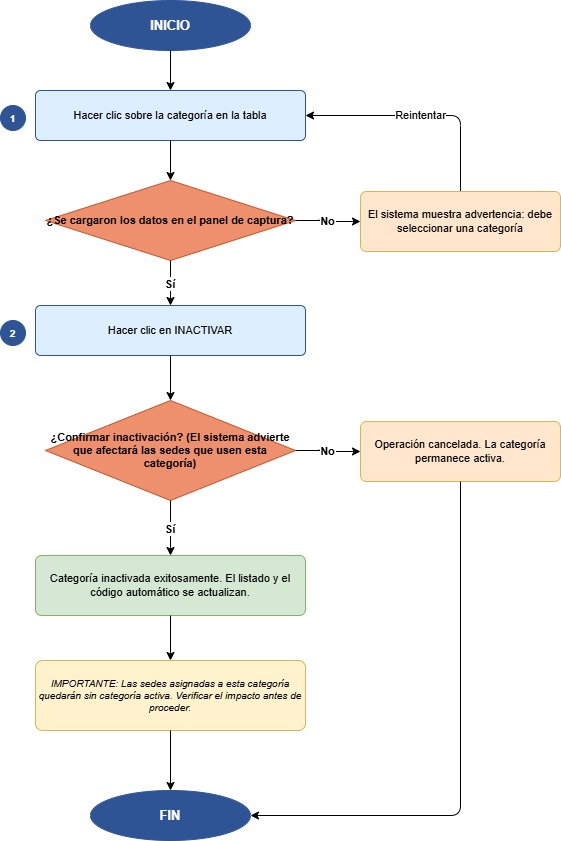 INICIO
1
Hacer clic sobre la categoría en la tabla
Reintentar
¿Se cargaron los datos en el panel de captura?
No
El sistema muestra advertencia: debe
seleccionar una categoría
Sí
2
Hacer clic en INACTIVAR
¿Confirmar inactivación? (El sistema advierte
que afectará las sedes que usen esta
categoría)
No
Operación cancelada. La categoría
permanece activa.
Sí
Categoría inactivada exitosamente. El listado y el
código automático se actualizan.
IMPORTANTE: Las sedes asignadas a esta categoría
quedarán sin categoría activa. Verificar el impacto antes de
proceder.
FIN